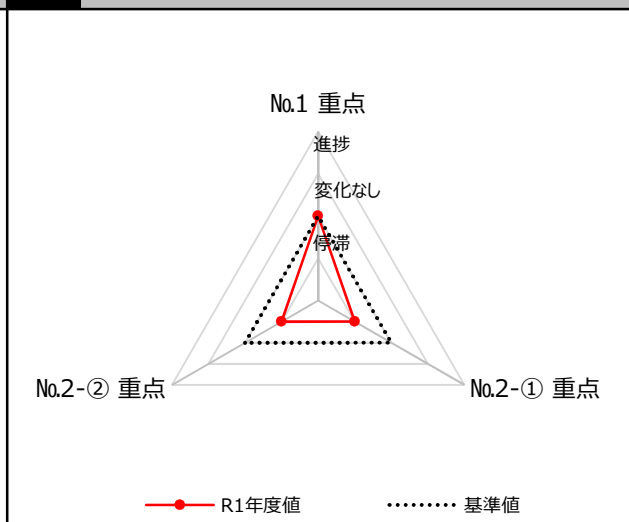 №1 重点
進捗
変化なし
停滞
№2-② 重点
№2-① 重点
R1年度値
基準値